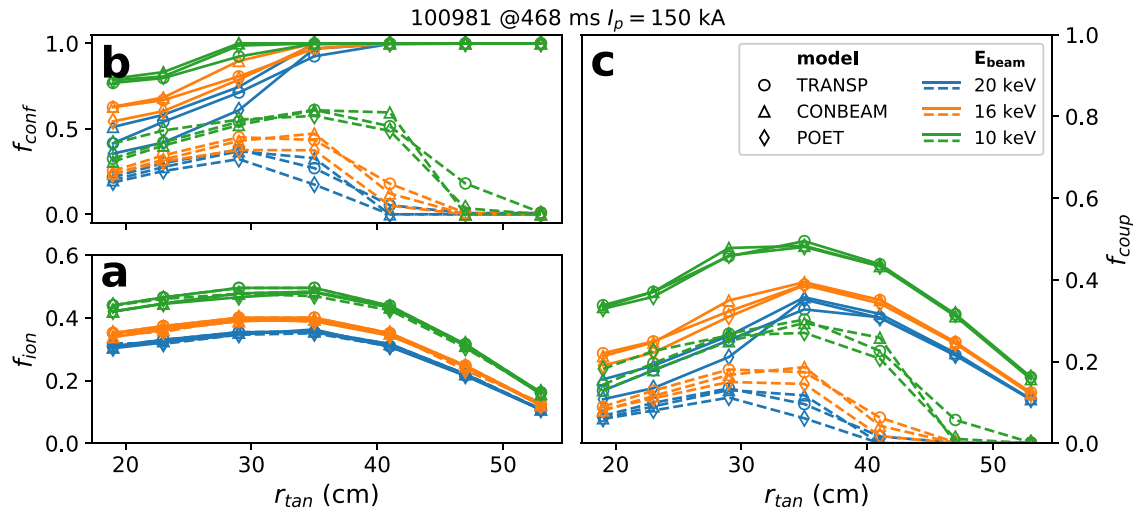 100981 @468 ms I_p = 150 kA
b
1.0
0.5
0.0
f_conf
a
0.6
0.4
0.2
0.0
f_ion
20 30 40 50
r_tan (cm)
c
model E_beam
TRANSP 20 keV
CONBEAM 16 keV
POET 10 keV
1.0
0.8
0.6
0.4
0.2
0.0
f_coup
20 30 40 50
r_tan (cm)